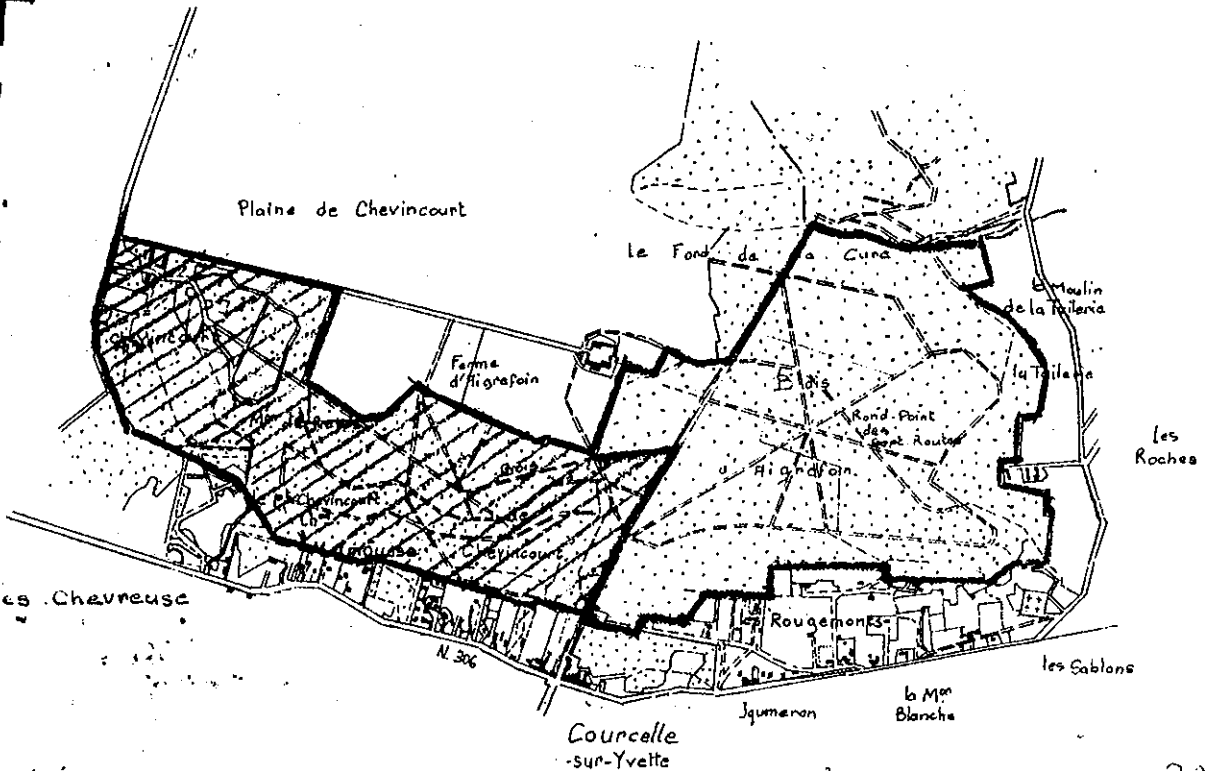 Plaine de Chevincourt
le Fond de la Cura
le Moulin
de la Tuilerie
la Tuilerie
Ferme
d'Aigrefoin
Bois
Rond-Point
des
Sept Routes
d'Aigrefoin
les
Roches
Chevincourt
Bois
de
Chevincourt
es Chevreuse
N. 306
les Rougemonts
les Sablons
la Mon
Blanche
Jaumeron
Courcelle
-sur-Yvette